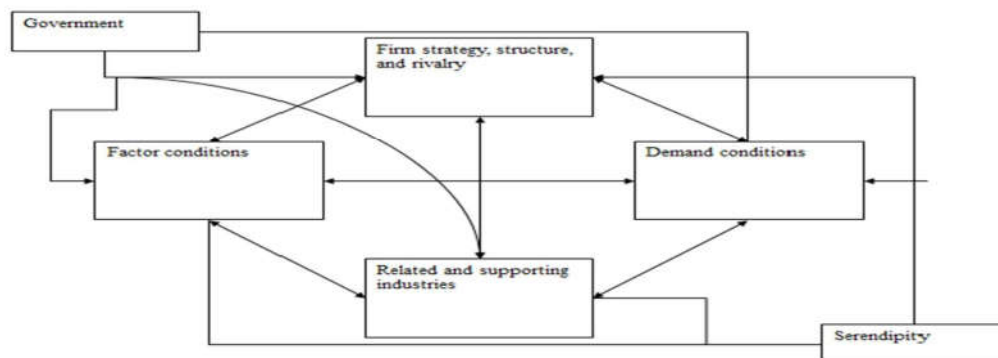 Government
Firm strategy, structure,
and rivalry
Factor conditions
Demand conditions
Related and supporting
industries
Serendipity